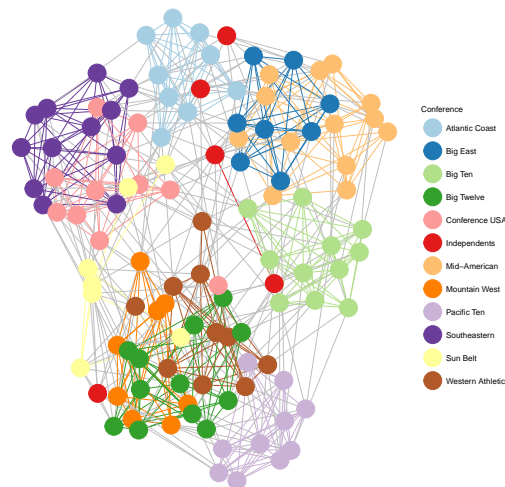 Conference
Atlantic Coast
Big East
Big Ten
Big Twelve
Conference USA
Independents
Mid−American
Mountain West
Pacific Ten
Southeastern
Sun Belt
Western Athletic